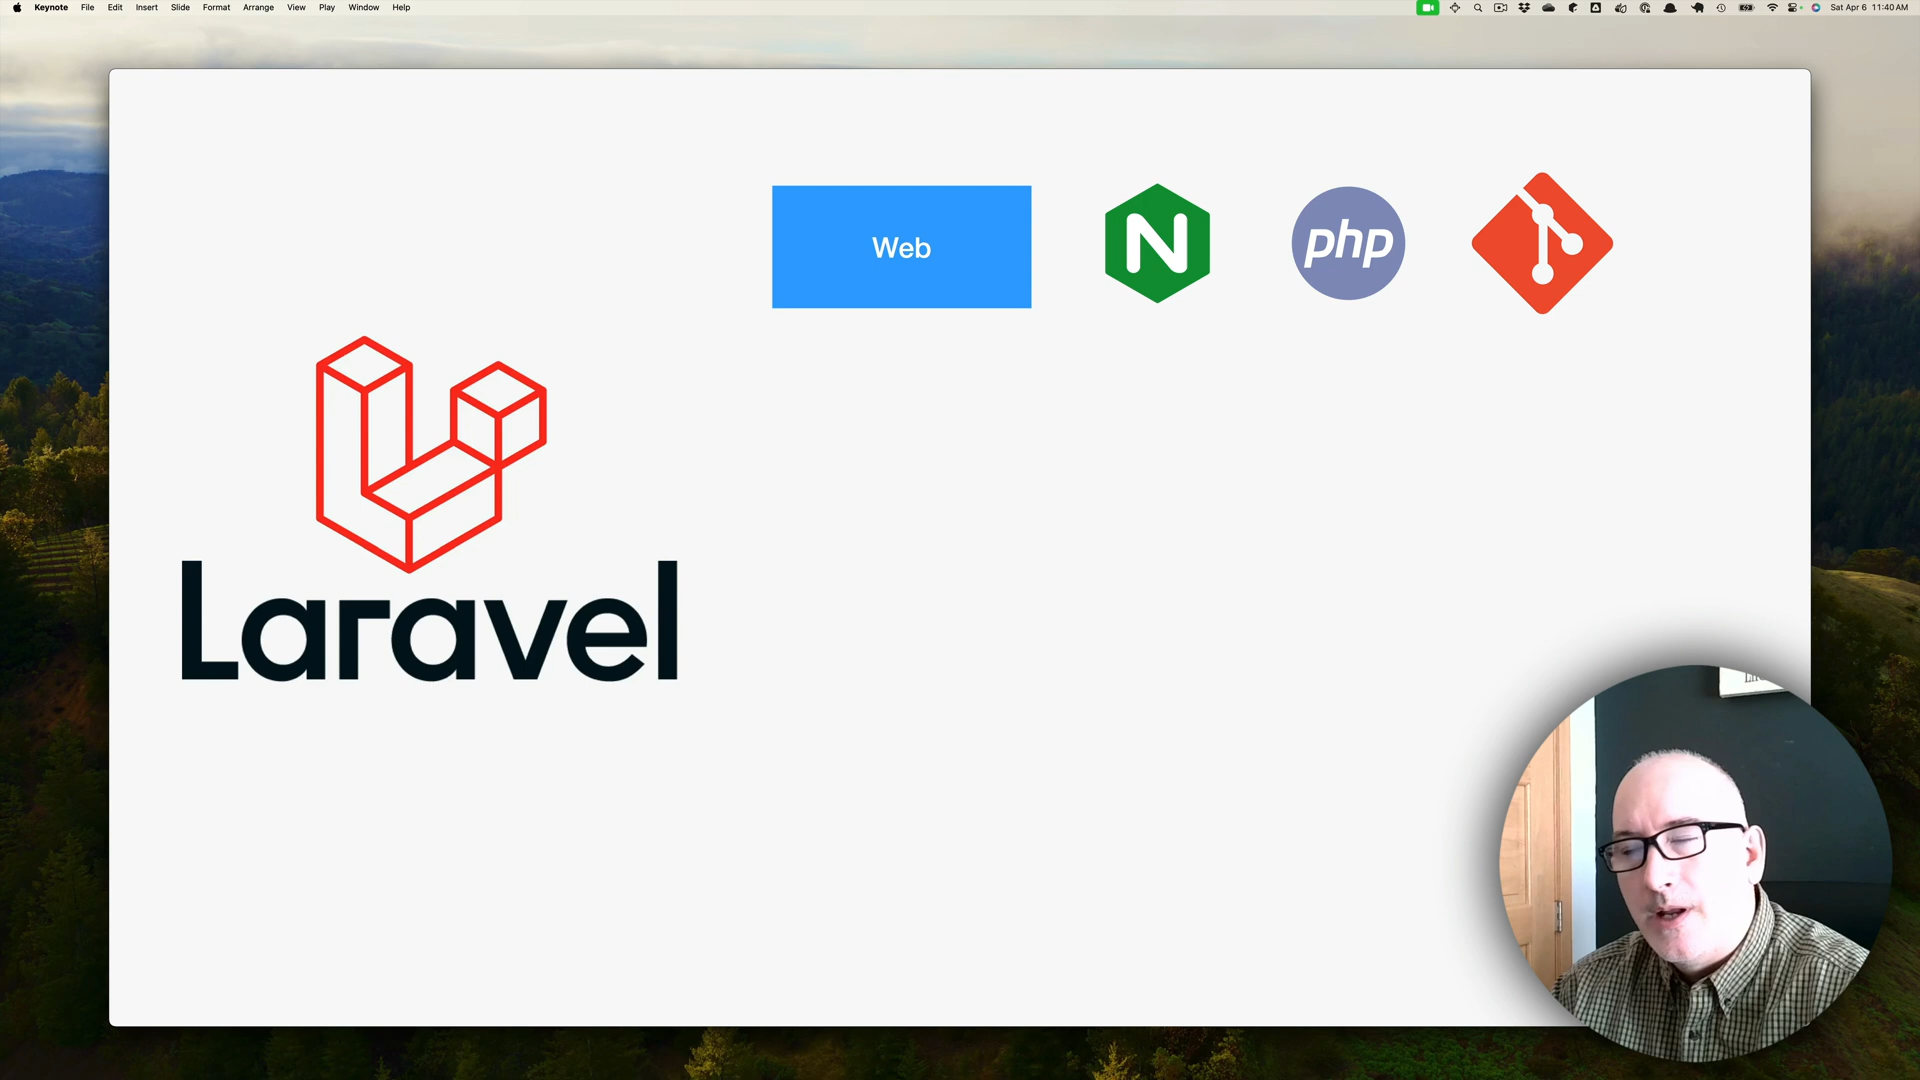 Keynote File Edit Insert Slide Format Arrange View Play Window Help Sat Apr 6 11:40 AM
Web
N
php
Laravel